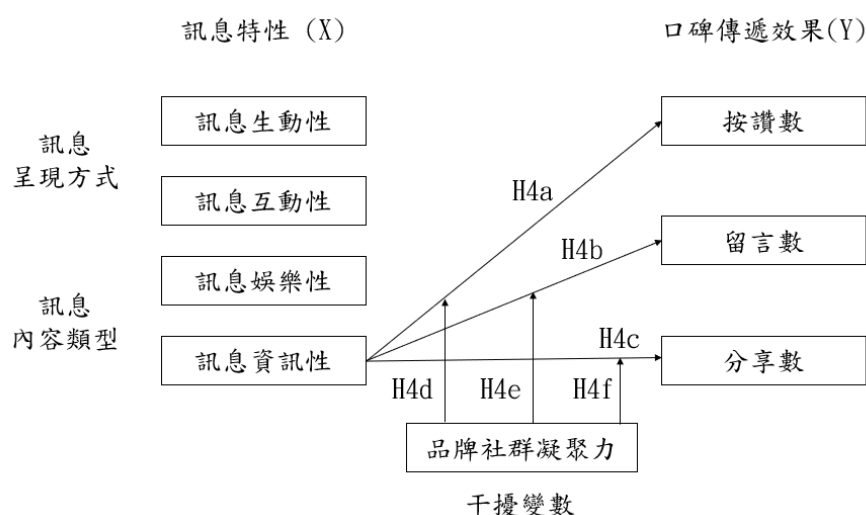 訊息特性 (X)
口碑傳遞效果(Y)
訊息
呈現方式
訊息生動性
按讚數
訊息互動性
H4a
留言數
H4b
訊息
內容類型
訊息娛樂性
訊息資訊性
H4c
分享數
H4d
H4e
H4f
品牌社群凝聚力
干擾變數